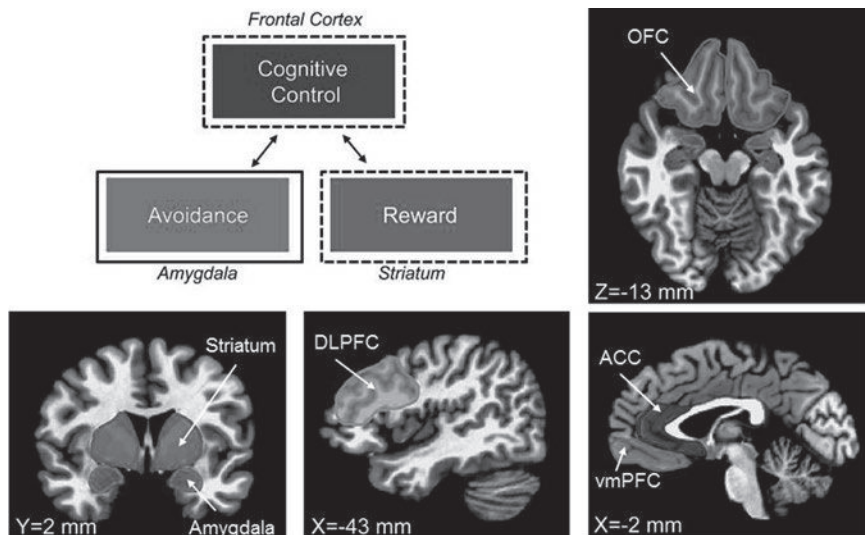 Frontal Cortex
Cognitive
Control
Avoidance
Reward
Amygdala
Striatum
OFC
Z=-13 mm
Striatum
Amygdala
Y=2 mm
DLPFC
X=-43 mm
ACC
vmPFC
X=-2 mm